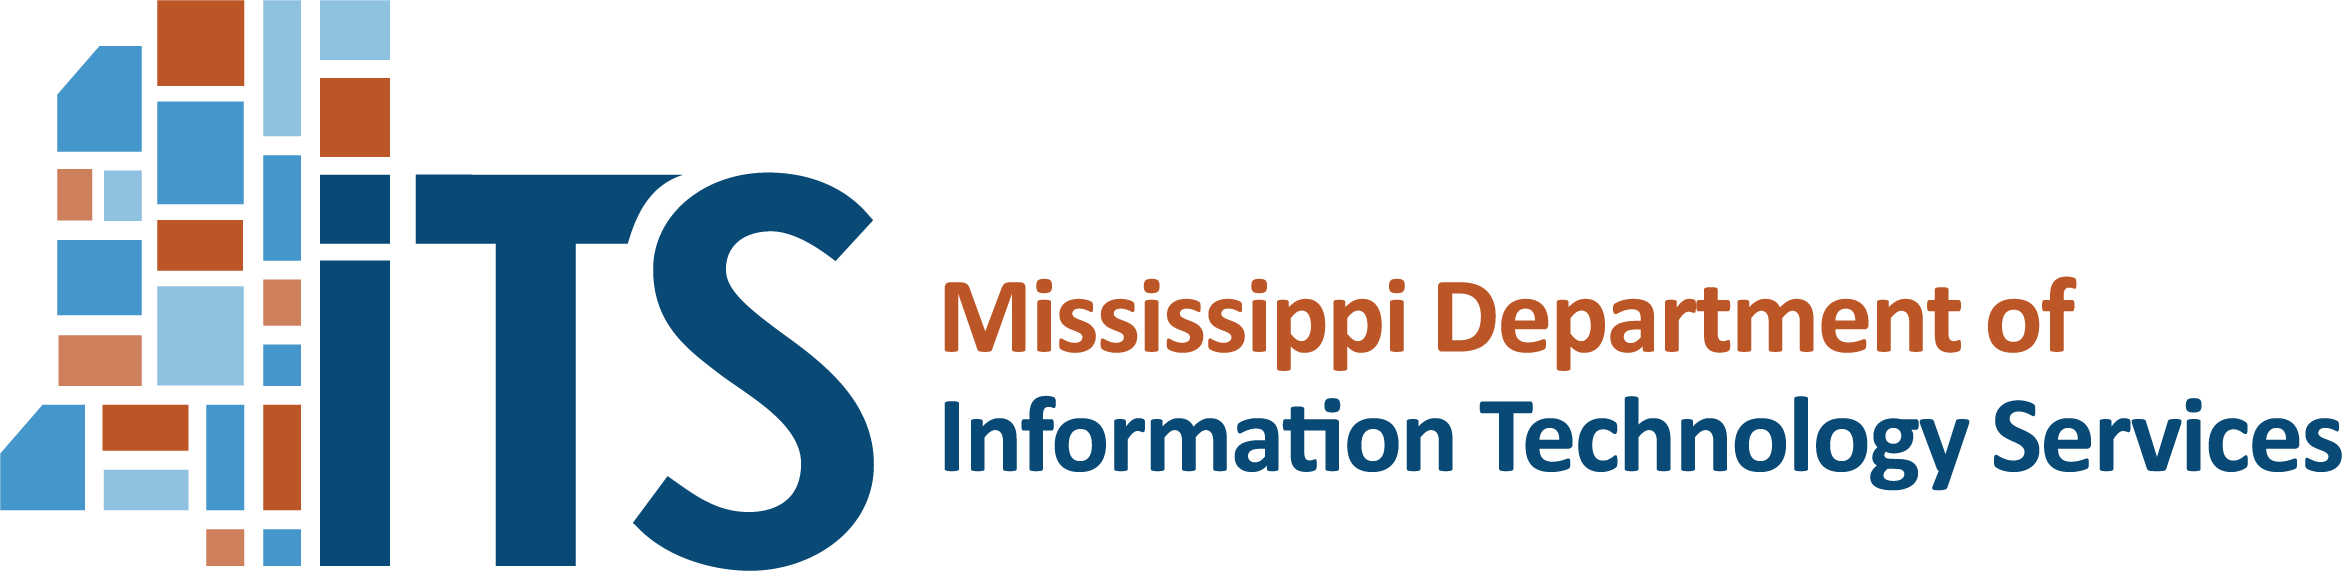 iTS
Mississippi Department of
Information Technology Services